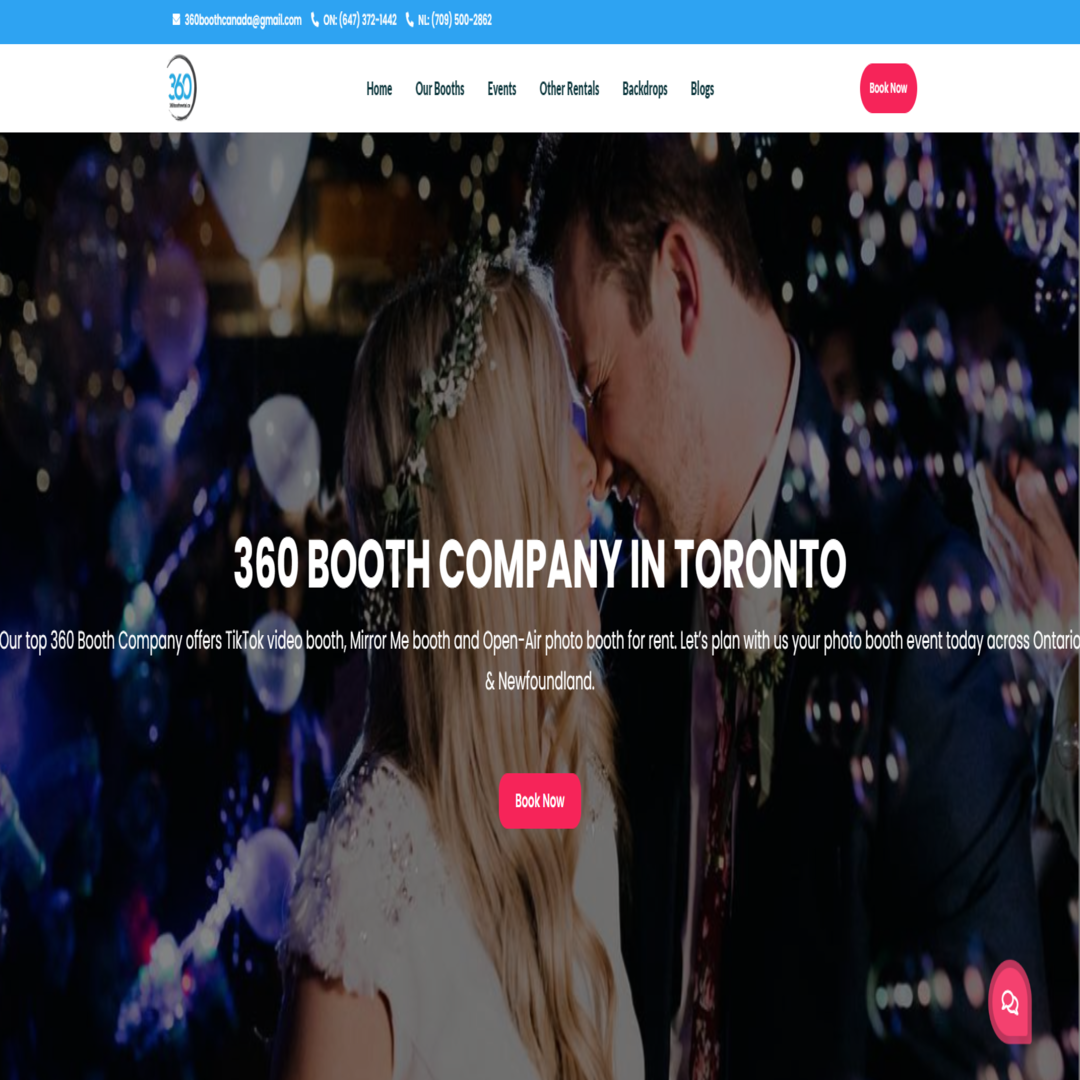 360boothcanada@gmail.com ON: (647) 372-1442 NL: (709) 500-2862
360
Home Our Booths Events Other Rentals Backdrops Blogs
Book Now
360 BOOTH COMPANY IN TORONTO
Our top 360 Booth Company offers TikTok video booth, Mirror Me booth and Open-Air photo booth for rent. Let's plan with us your photo booth event today across Ontario
& Newfoundland.
Book Now